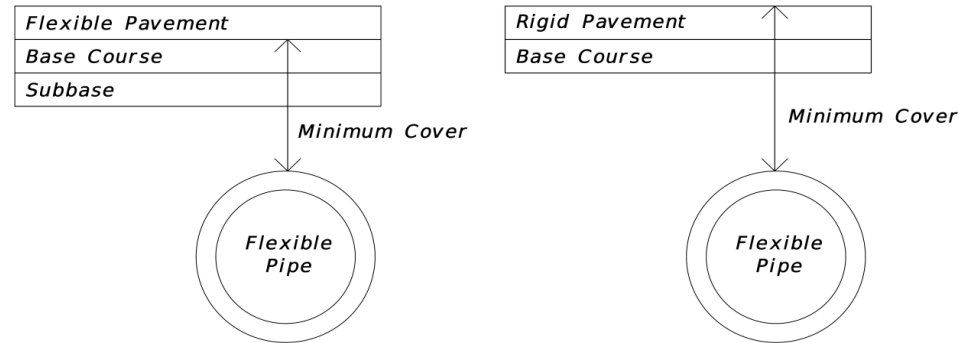 Flexible Pavement
Base Course
Subbase
Minimum Cover
Flexible
Pipe
Rigid Pavement
Base Course
Minimum Cover
Flexible
Pipe